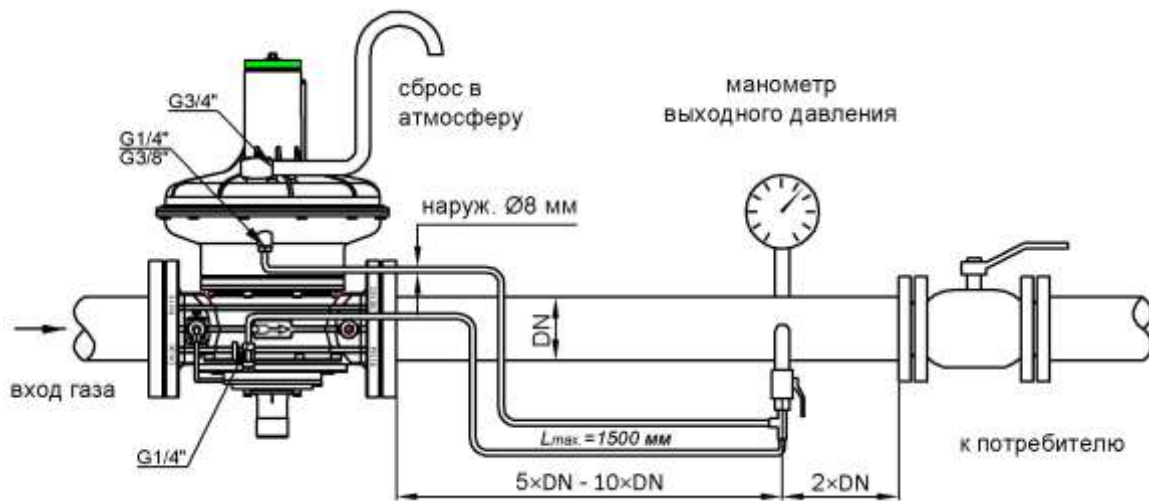 G3/4"
сброс в
атмосферу
манометр
выходного давления
G1/4"
G3/8"
наруж. Ø8 мм
DN
вход газа
Lmax.=1500 мм
G1/4"
к потребителю
5×DN - 10×DN
2×DN